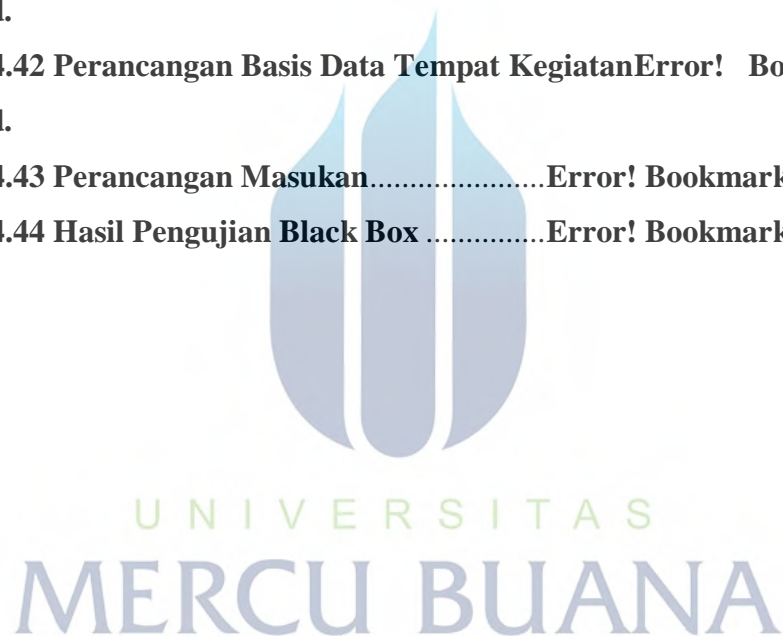 d.
4.42 Perancangan Basis Data Tempat KegiatanError! Bo
d.
4.43 Perancangan Masukan......................Error! Bookmark
4.44 Hasil Pengujian Black Box ...............Error! Bookmark
UNIVERSITAS
MERCU BUANA